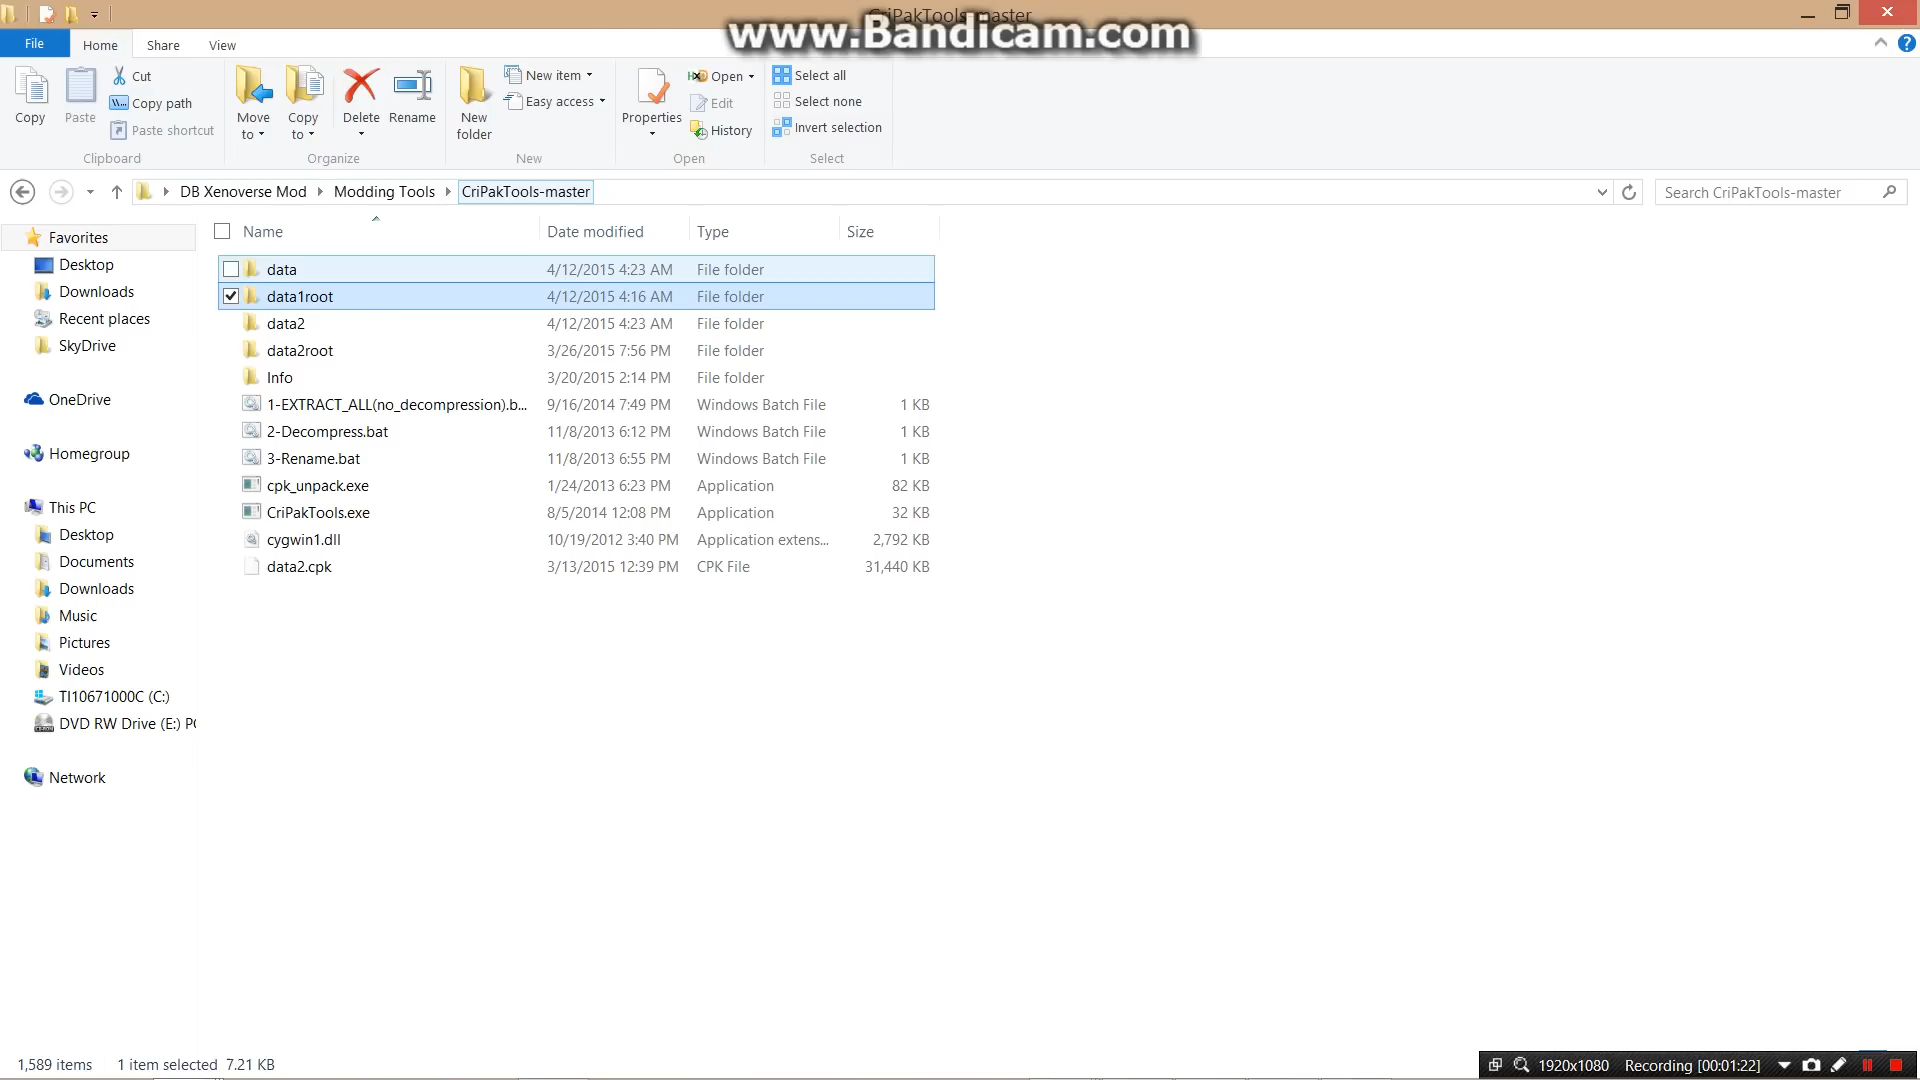 CriPakTools-master
www.Bandicam.com
File
Home
Share
View
Copy
Paste
Cut
Copy path
Paste shortcut
Clipboard
Move to
Copy to
Delete
Rename
Organize
New folder
New item
Easy access
New
Properties
Open
Edit
History
Open
Select all
Select none
Invert selection
Select
DB Xenoverse Mod
Modding Tools
CriPakTools-master
Search CriPakTools-master
Name Date modified Type Size
Favorites
Desktop
Downloads
Recent places
SkyDrive
OneDrive
Homegroup
This PC
Desktop
Documents
Downloads
Music
Pictures
Videos
TI10671000C (C:)
DVD RW Drive (E:) PC
Network
data 4/12/2015 4:23 AM File folder
data1root 4/12/2015 4:16 AM File folder
data2 4/12/2015 4:23 AM File folder
data2root 3/26/2015 7:56 PM File folder
Info 3/20/2015 2:14 PM File folder
1-EXTRACT_ALL(no_decompression).b... 9/16/2014 7:49 PM Windows Batch File 1 KB
2-Decompress.bat 11/8/2013 6:12 PM Windows Batch File 1 KB
3-Rename.bat 11/8/2013 6:55 PM Windows Batch File 1 KB
cpk_unpack.exe 1/24/2013 6:23 PM Application 82 KB
CriPakTools.exe 8/5/2014 12:08 PM Application 32 KB
cygwin1.dll 10/19/2012 3:40 PM Application extens... 2,792 KB
data2.cpk 3/13/2015 12:39 PM CPK File 31,440 KB
1,589 items 1 item selected 7.21 KB
1920x1080 Recording [00:01:22]